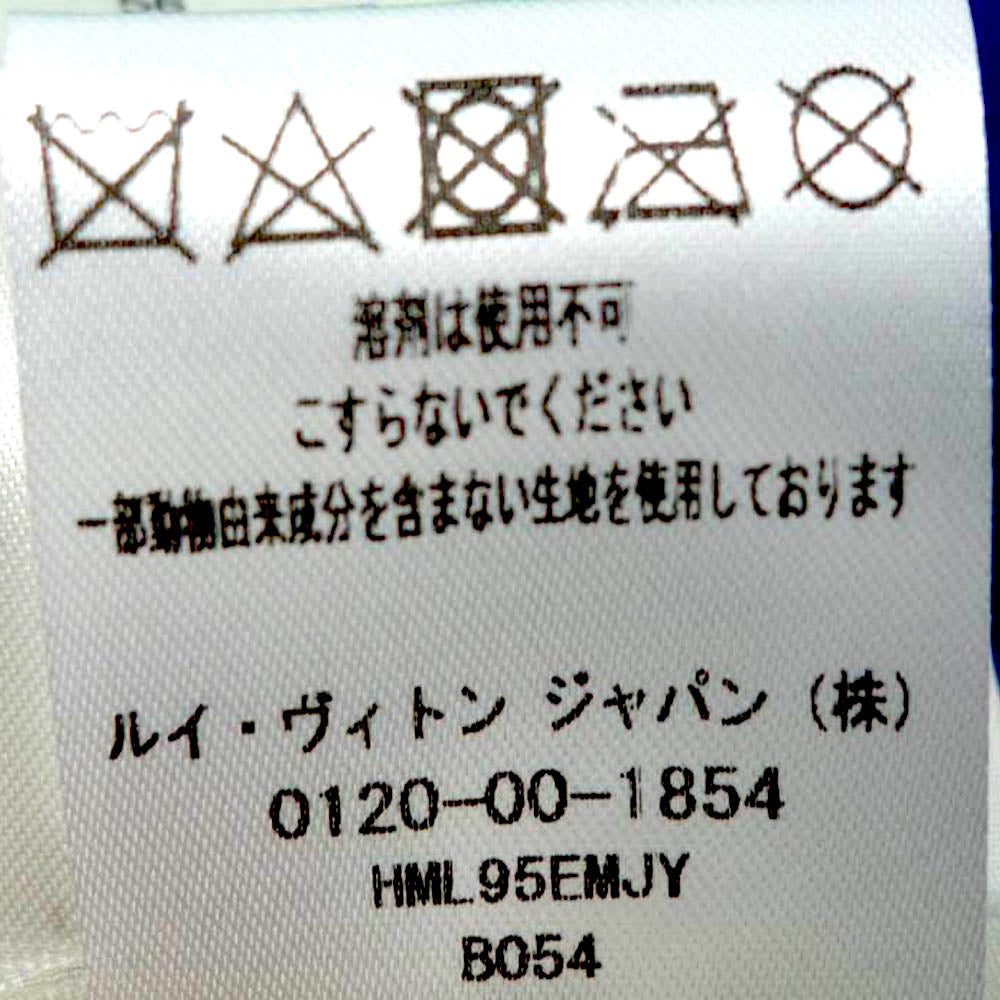 56
溶剤は使用不可
こすらないでください
一部動物由来成分を含まない生地を使用しております
ルイ・ヴィトン ジャパン (株)
0120-00-1854
HML95EMJY
B054